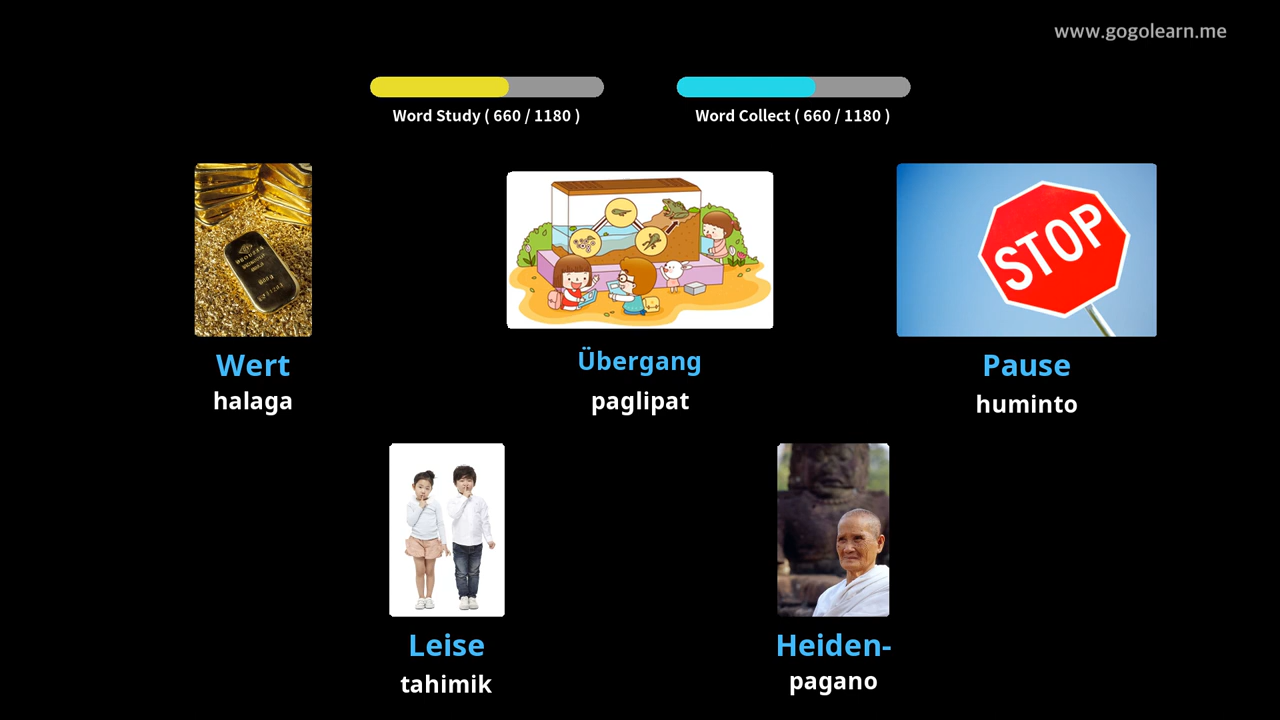 www.gogolearn.me
Word Study ( 660 / 1180 )
Word Collect ( 660 / 1180 )
STOP
Wert
halaga
Übergang
paglipat
Pause
huminto
Leise
tahimik
Heiden-
pagano